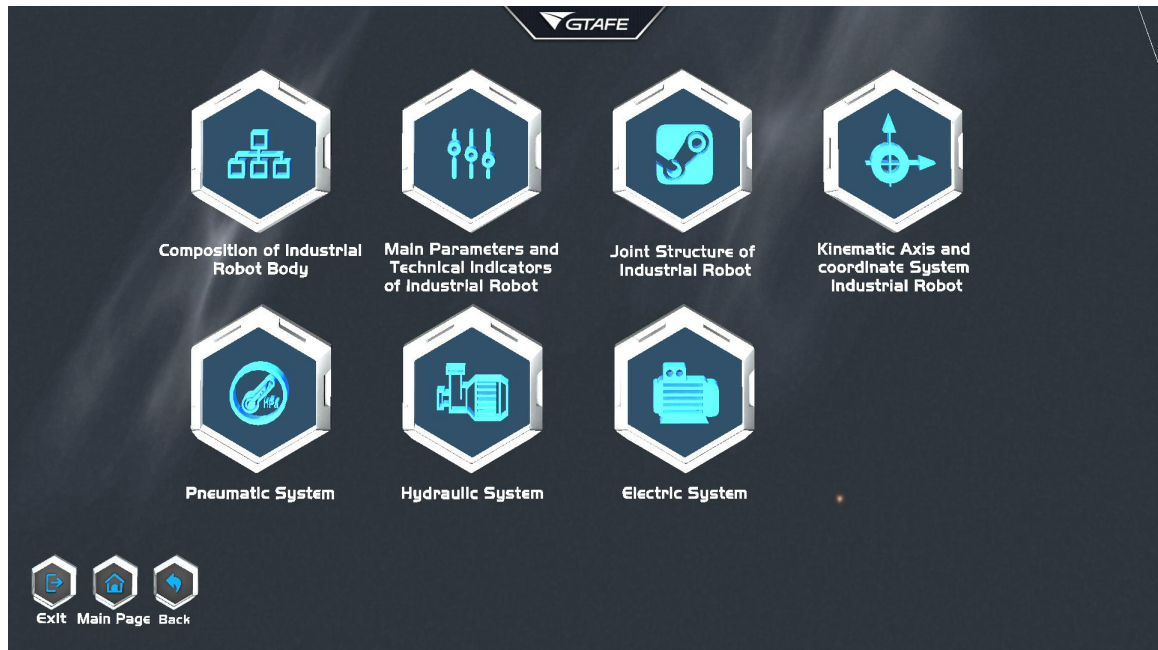 GTAFE
Composition of Industrial
Robot Body
Main Parameters and
Technical Indicators
of Industrial Robot
Joint Structure of
Industrial Robot
Kinematic Axis and
coordinate System
Industrial Robot
HPa
Pneumatic System
Hydraulic System
Electric System
Exit
Main Page
Back